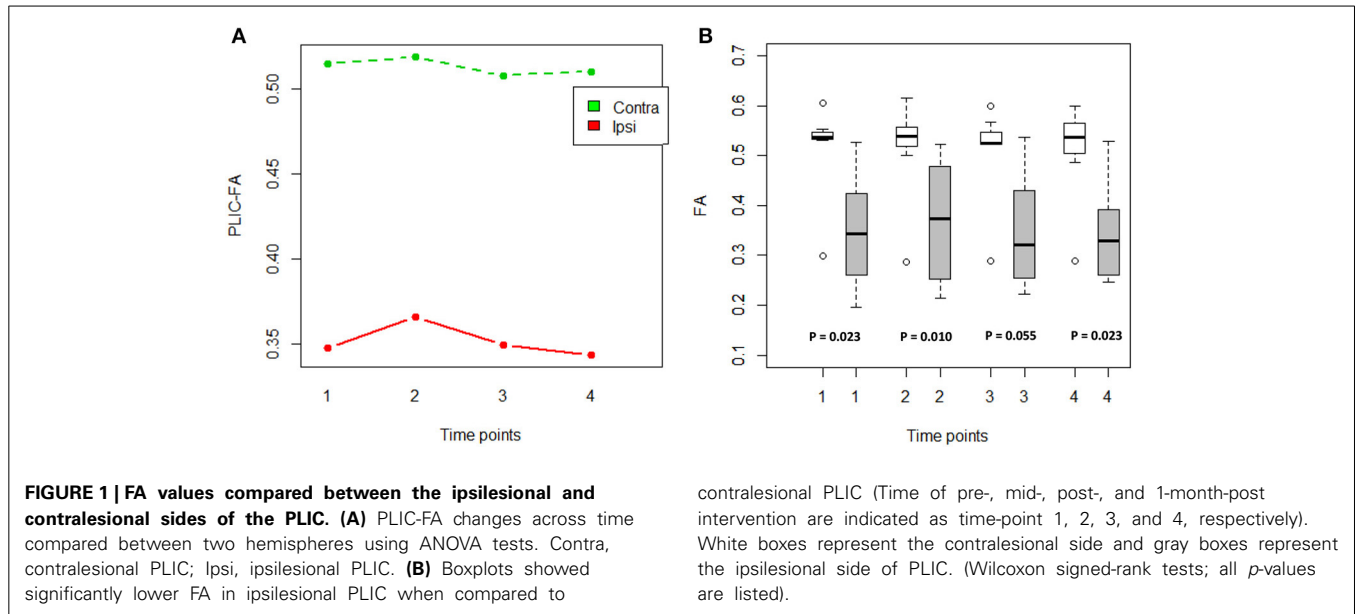 A
0.50
0.45
0.40
0.35
PLIC-FA
Contra
Ipsi
1 2 3 4
Time points
B
0.7
0.6
0.5
0.4
0.3
0.2
0.1
FA
P = 0.023 P = 0.010 P = 0.055 P = 0.023
1 1 2 2 3 3 4 4
Time points
FIGURE 1 | FA values compared between the ipsilesional and
contralesional sides of the PLIC. (A) PLIC-FA changes across time
compared between two hemispheres using ANOVA tests. Contra,
contralesional PLIC; Ipsi, ipsilesional PLIC. (B) Boxplots showed
significantly lower FA in ipsilesional PLIC when compared to
contralesional PLIC (Time of pre-, mid-, post-, and 1-month-post
intervention are indicated as time-point 1, 2, 3, and 4, respectively).
White boxes represent the contralesional side and gray boxes represent
the ipsilesional side of PLIC. (Wilcoxon signed-rank tests; all p-values
are listed).